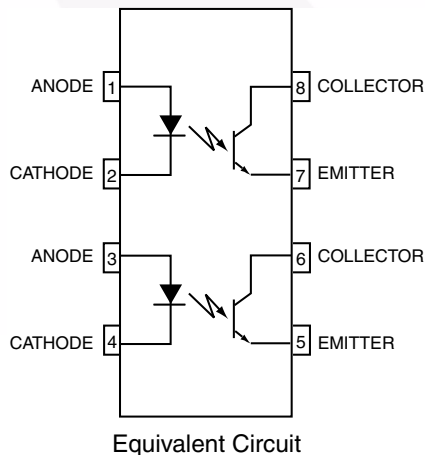 ANODE 1 8 COLLECTOR
CATHODE 2 7 EMITTER
ANODE 3 6 COLLECTOR
CATHODE 4 5 EMITTER
Equivalent Circuit